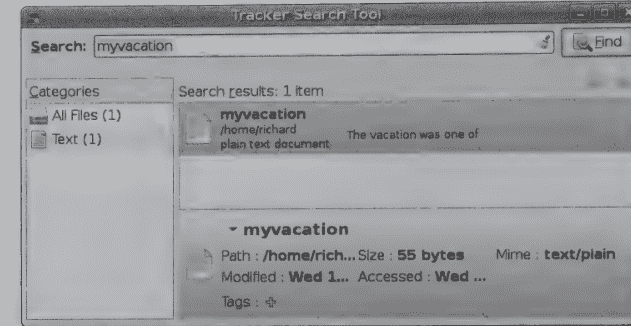 Tracker Search Tool
Search: myvacation Find
Categories
All Files (1)
Text (1)
Search results: 1 item
myvacation
/home/richard
plain text document The vacation was one of
myvacation
Path : /home/rich... Size : 55 bytes Mime : text/plain
Modified : Wed 1... Accessed : Wed ...
Tags :